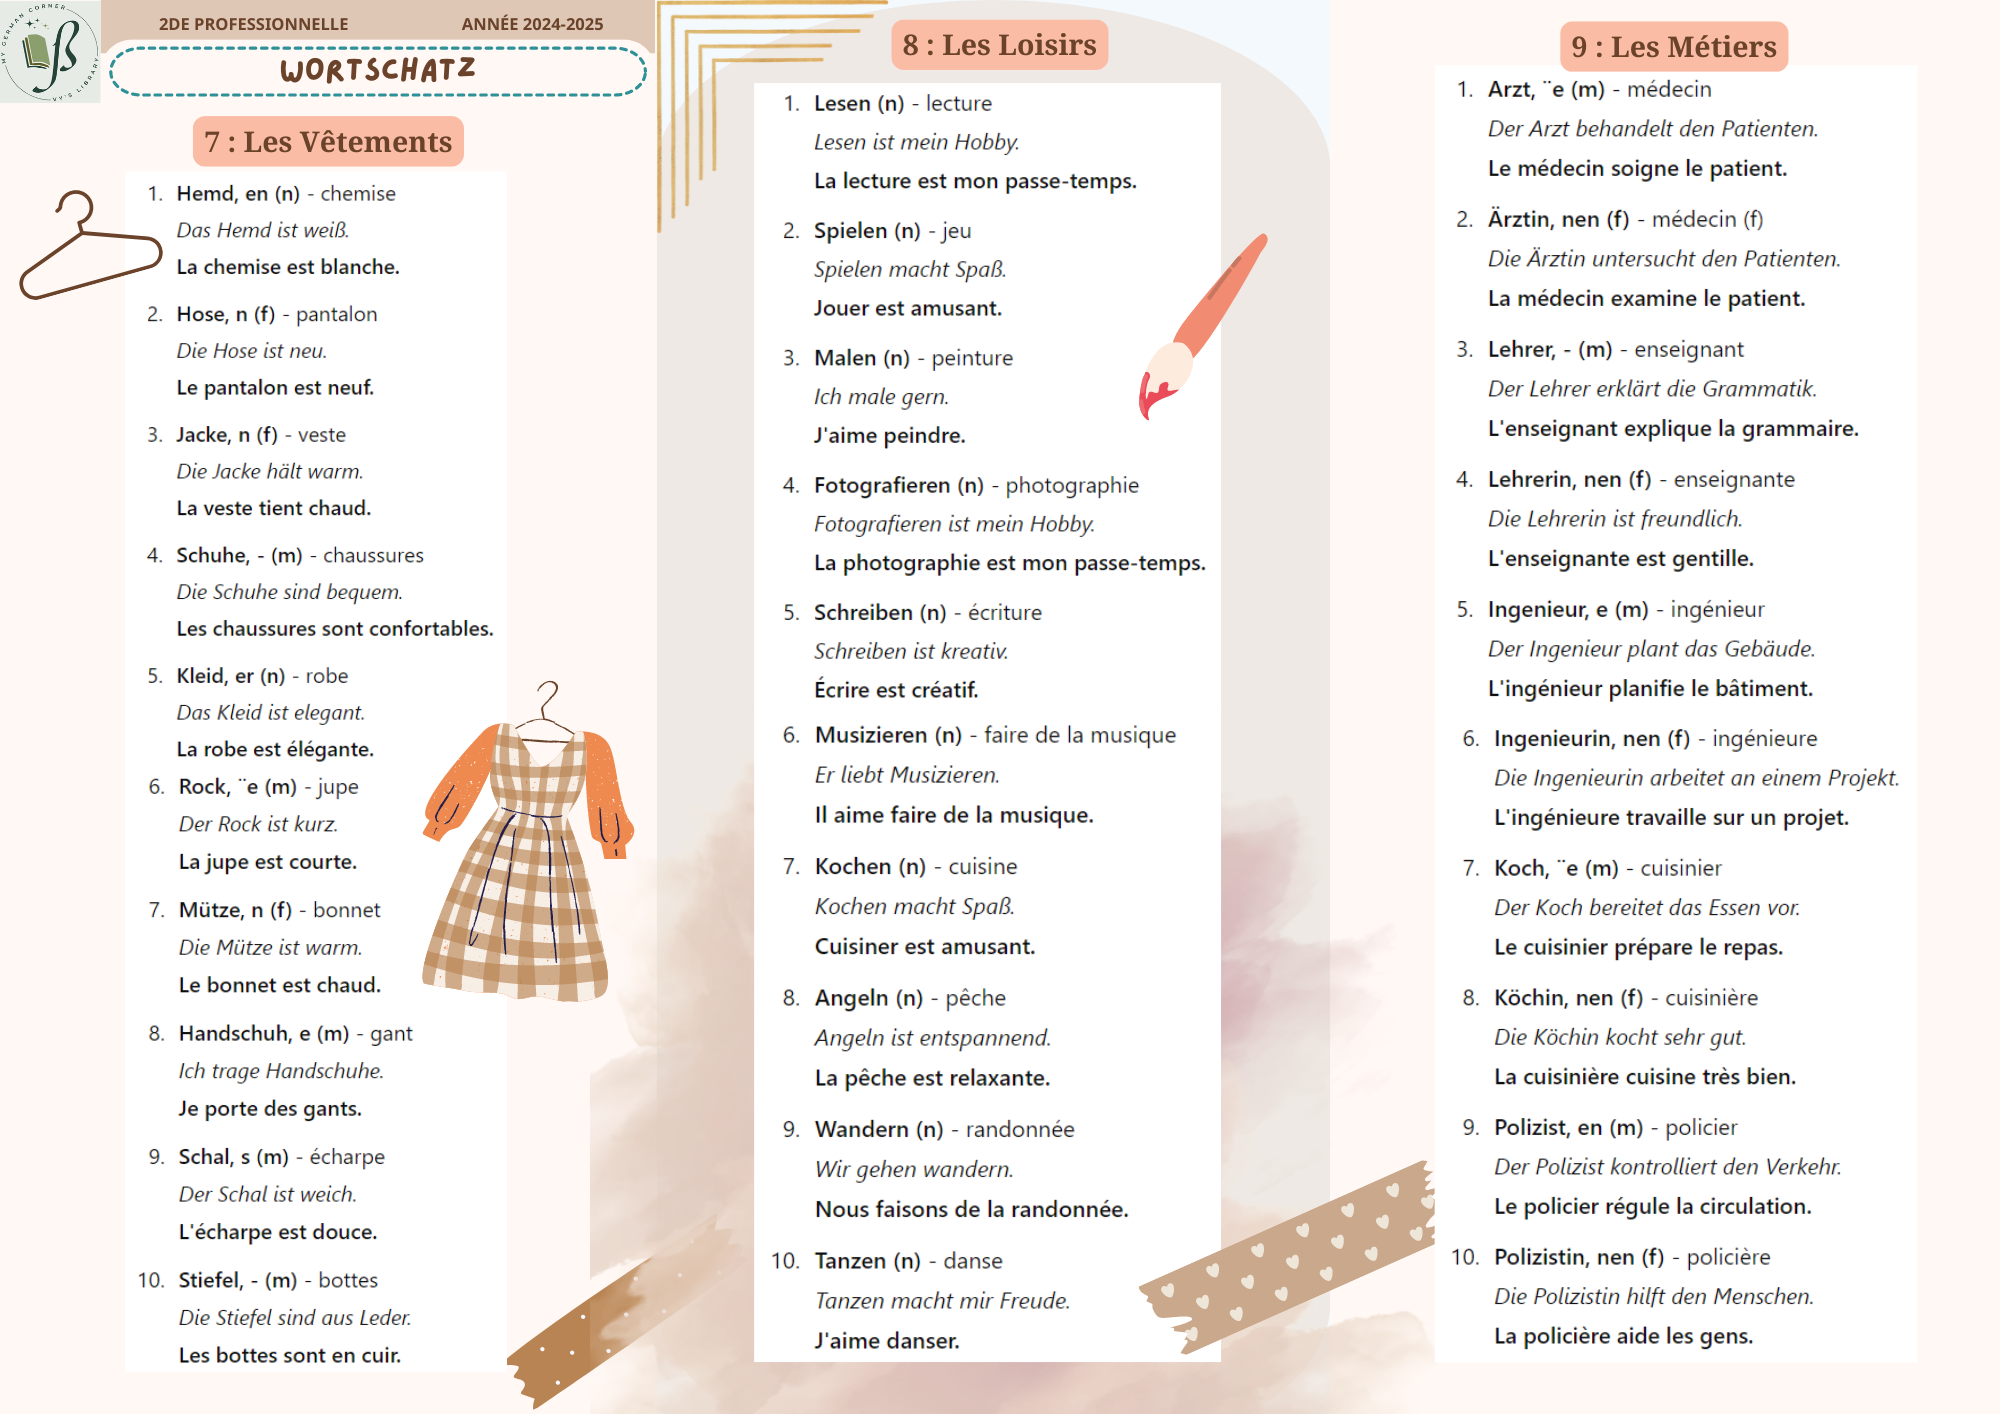 MY GERMAN CORNER
ß
VY'S LIBRARY
2DE PROFESSIONNELLE
ANNÉE 2024-2025
WORTSCHATZ
7 : Les Vêtements
1. Hemd, en (n) - chemise
Das Hemd ist weiß.
La chemise est blanche.
2. Hose, n (f) - pantalon
Die Hose ist neu.
Le pantalon est neuf.
3. Jacke, n (f) - veste
Die Jacke hält warm.
La veste tient chaud.
4. Schuhe, - (m) - chaussures
Die Schuhe sind bequem.
Les chaussures sont confortables.
5. Kleid, er (n) - robe
Das Kleid ist elegant.
La robe est élégante.
6. Rock, ¨e (m) - jupe
Der Rock ist kurz.
La jupe est courte.
7. Mütze, n (f) - bonnet
Die Mütze ist warm.
Le bonnet est chaud.
8. Handschuh, e (m) - gant
Ich trage Handschuhe.
Je porte des gants.
9. Schal, s (m) - écharpe
Der Schal ist weich.
L'écharpe est douce.
10. Stiefel, - (m) - bottes
Die Stiefel sind aus Leder.
Les bottes sont en cuir.
8 : Les Loisirs
1. Lesen (n) - lecture
Lesen ist mein Hobby.
La lecture est mon passe-temps.
2. Spielen (n) - jeu
Spielen macht Spaß.
Jouer est amusant.
3. Malen (n) - peinture
Ich male gern.
J'aime peindre.
4. Fotografieren (n) - photographie
Fotografieren ist mein Hobby.
La photographie est mon passe-temps.
5. Schreiben (n) - écriture
Schreiben ist kreativ.
Écrire est créatif.
6. Musizieren (n) - faire de la musique
Er liebt Musizieren.
Il aime faire de la musique.
7. Kochen (n) - cuisine
Kochen macht Spaß.
Cuisiner est amusant.
8. Angeln (n) - pêche
Angeln ist entspannend.
La pêche est relaxante.
9. Wandern (n) - randonnée
Wir gehen wandern.
Nous faisons de la randonnée.
10. Tanzen (n) - danse
Tanzen macht mir Freude.
J'aime danser.
9 : Les Métiers
1. Arzt, ¨e (m) - médecin
Der Arzt behandelt den Patienten.
Le médecin soigne le patient.
2. Ärztin, nen (f) - médecin (f)
Die Ärztin untersucht den Patienten.
La médecin examine le patient.
3. Lehrer, - (m) - enseignant
Der Lehrer erklärt die Grammatik.
L'enseignant explique la grammaire.
4. Lehrerin, nen (f) - enseignante
Die Lehrerin ist freundlich.
L'enseignante est gentille.
5. Ingenieur, e (m) - ingénieur
Der Ingenieur plant das Gebäude.
L'ingénieur planifie le bâtiment.
6. Ingenieurin, nen (f) - ingénieure
Die Ingenieurin arbeitet an einem Projekt.
L'ingénieure travaille sur un projet.
7. Koch, ¨e (m) - cuisinier
Der Koch bereitet das Essen vor.
Le cuisinier prépare le repas.
8. Köchin, nen (f) - cuisinière
Die Köchin kocht sehr gut.
La cuisinière cuisine très bien.
9. Polizist, en (m) - policier
Der Polizist kontrolliert den Verkehr.
Le policier régule la circulation.
10. Polizistin, nen (f) - policière
Die Polizistin hilft den Menschen.
La policière aide les gens.